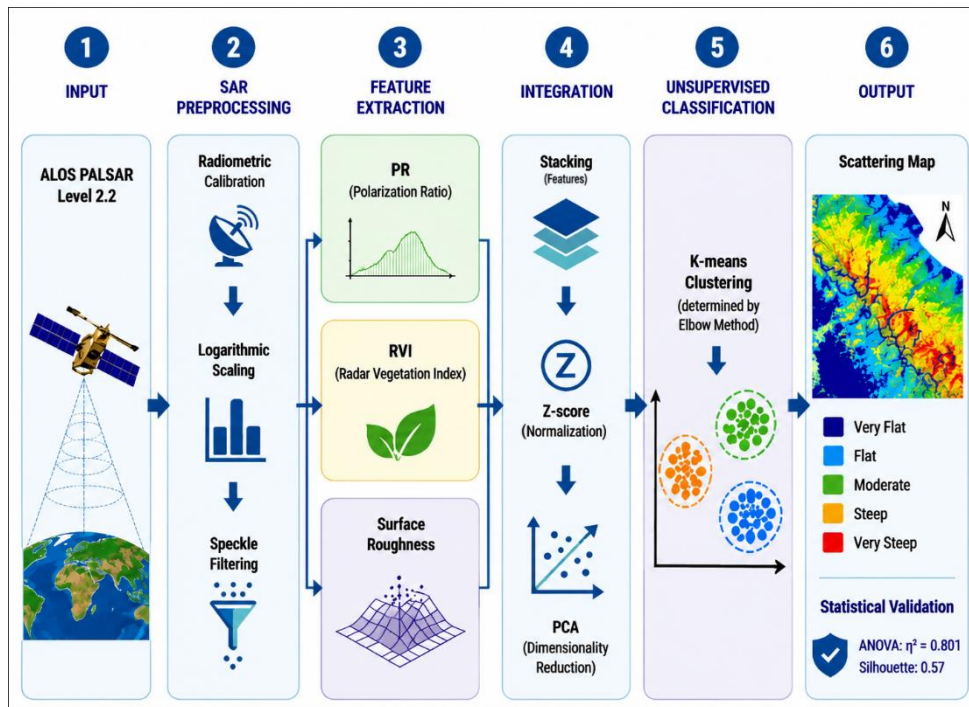 1
INPUT
2
SAR
PREPROCESSING
3
FEATURE
EXTRACTION
4
INTEGRATION
5
UNSUPERVISED
CLASSIFICATION
6
OUTPUT
ALOS PALSAR
Level 2.2
Radiometric
Calibration
Logarithmic
Scaling
Speckle
Filtering
PR
(Polarization Ratio)
RVI
(Radar Vegetation Index)
Surface
Roughness
Stacking
(Features)
Z
Z-score
(Normalization)
PCA
(Dimensionality
Reduction)
K-means
Clustering
(determined by
Elbow Method)
Scattering Map
N
Very Flat
Flat
Moderate
Steep
Very Steep
Statistical Validation
ANOVA: η² = 0.801
Silhouette: 0.57